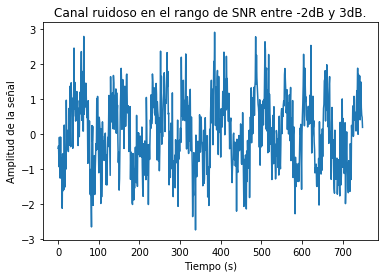 Canal ruidoso en el rango de SNR entre -2dB y 3dB.
Amplitud de la señal
3
2
1
0
−1
−2
−3
0 100 200 300 400 500 600 700
Tiempo (s)